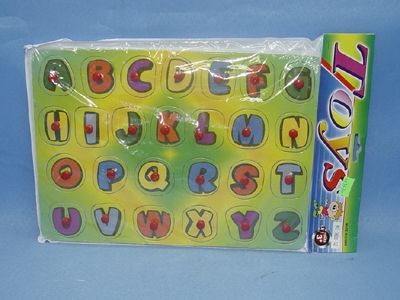 A B C D E F G
H I J K L M N
O P Q R S T
U V W X Y Z
Toys